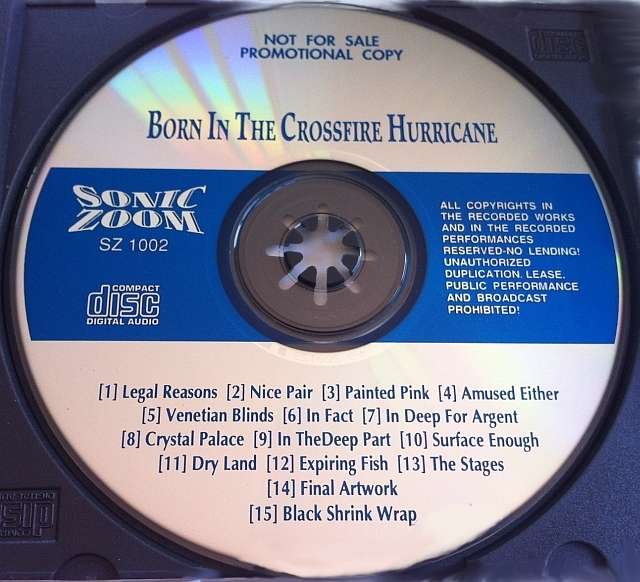 NOT FOR SALE
PROMOTIONAL COPY
BORN IN THE CROSSFIRE HURRICANE
SONIC
ZOOM
SZ 1002
COMPACT
disc
DIGITAL AUDIO
ALL COPYRIGHTS IN
THE RECORDED WORKS
AND IN THE RECORDED
PERFORMANCES
RESERVED-NO LENDING!
UNAUTHORIZED
DUPLICATION. LEASE,
PUBLIC PERFORMANCE
AND BROADCAST
PROHIBITED!
[1] Legal Reasons [2] Nice Pair [3] Painted Pink [4] Amused Either
[5] Venetian Blinds [6] In Fact [7] In Deep For Argent
[8] Crystal Palace [9] In TheDeep Part [10] Surface Enough
[11] Dry Land [12] Expiring Fish [13] The Stages
[14] Final Artwork
[15] Black Shrink Wrap